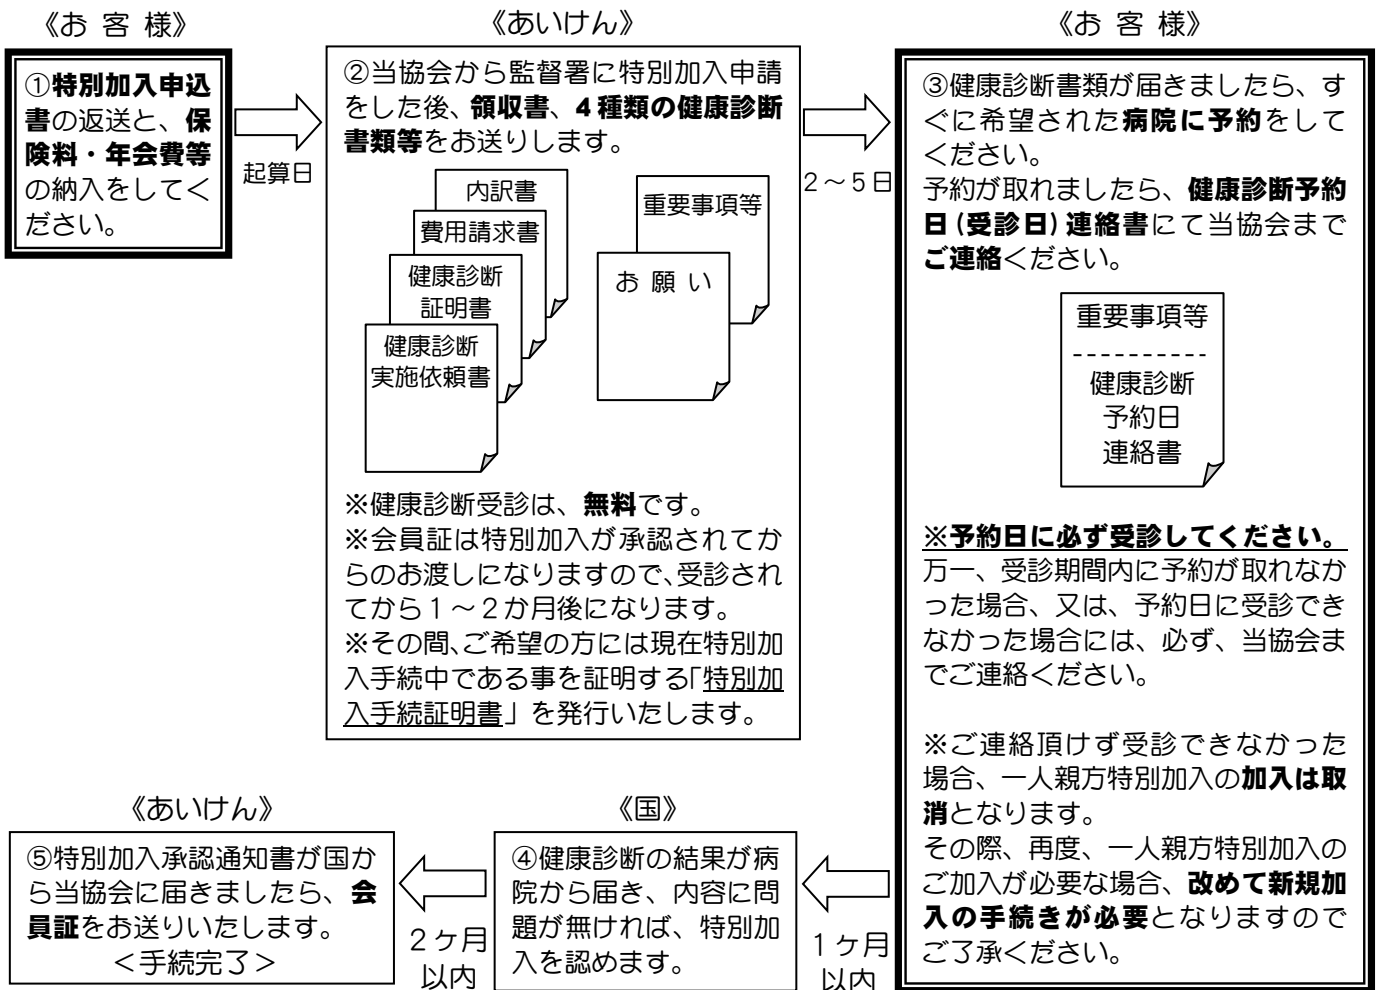 《お 客 様》
①特別加入申込
書の返送と、保
険料・年会費等
の納入をしてく
ださい。
起算日
《あいけん》
②当協会から監督署に特別加入申請
をした後、領収書、4種類の健康診断
書類等をお送りします。
内訳書
費用請求書
健康診断
証明書
健康診断
実施依頼書
重要事項等
お 願 い
※健康診断受診は、無料です。
※会員証は特別加入が承認されてか
らのお渡しになりますので、受診され
てから１～２か月後になります。
※その間、ご希望の方には現在特別加
入手続中である事を証明する「特別加
入手続証明書」を発行いたします。
２～５日
《お 客 様》
③健康診断書類が届きましたら、す
ぐに希望された病院に予約をして
ください。
予約が取れましたら、健康診断予約
日(受診日)連絡書にて当協会まで
ご連絡ください。
重要事項等
----------
健康診断
予約日
連絡書
※予約日に必ず受診してください。
万一、受診期間内に予約が取れなか
った場合、又は、予約日に受診でき
なかった場合には、必ず、当協会ま
でご連絡ください。
※ご連絡頂けず受診できなかった
場合、一人親方特別加入の加入は取
消となります。
その際、再度、一人親方特別加入の
ご加入が必要な場合、改めて新規加
入の手続きが必要となりますので
ご了承ください。
１ヶ月
以内
《国》
④健康診断の結果が病
院から届き、内容に問
題が無ければ、特別加
入を認めます。
２ヶ月
以内
《あいけん》
⑤特別加入承認通知書が国か
ら当協会に届きましたら、会
員証をお送りいたします。
＜手続完了＞